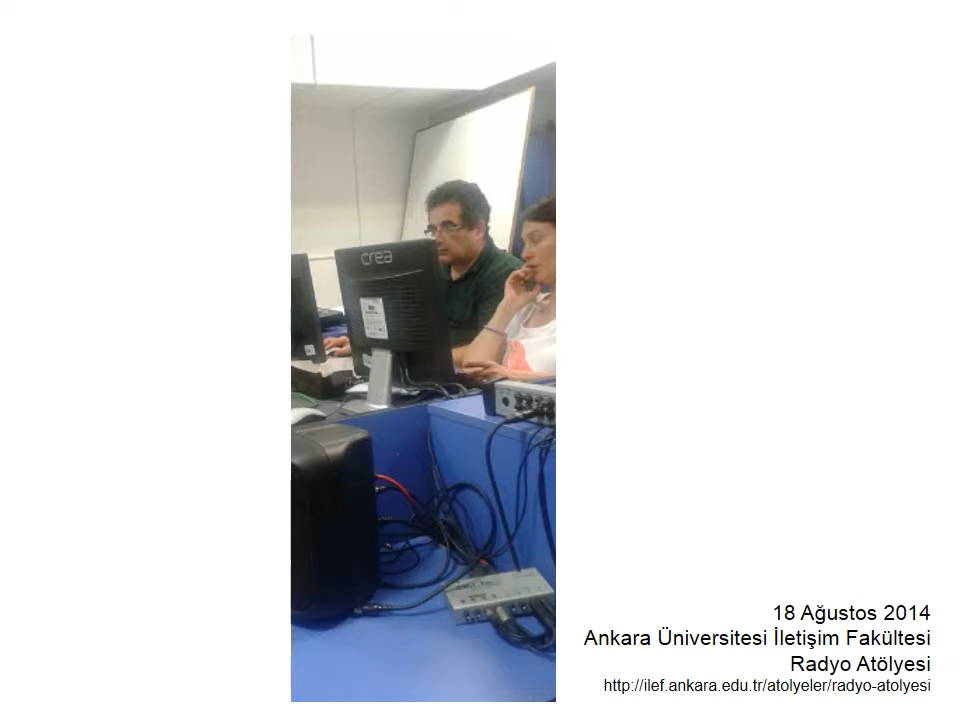 crea
18 Ağustos 2014
Ankara Üniversitesi İletişim Fakültesi
Radyo Atölyesi
http://ilef.ankara.edu.tr/atolyeler/radyo-atolyesi